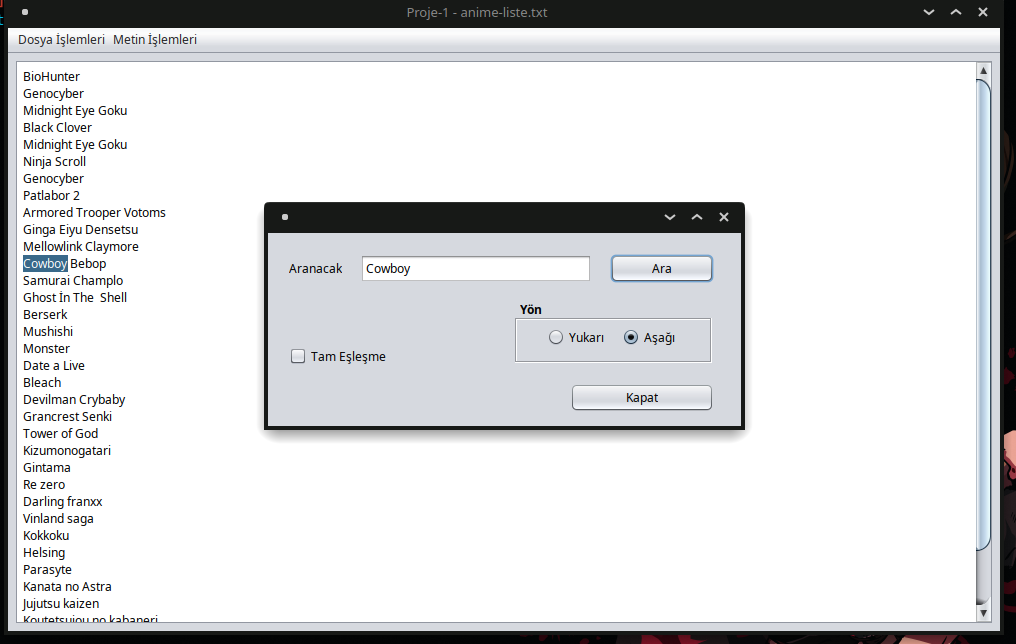 Proje-1 - anime-liste.txt
Dosya İşlemleri Metin İşlemleri
BioHunter
Genocyber
Midnight Eye Goku
Black Clover
Midnight Eye Goku
Ninja Scroll
Genocyber
Patlabor 2
Armored Trooper Votoms
Ginga Eiyu Densetsu
Mellowlink Claymore
Cowboy Bebop
Samurai Champlo
Ghost İn The  Shell
Berserk
Mushishi
Monster
Date a Live
Bleach
Devilman Crybaby
Grancrest Senki
Tower of God
Kizumonogatari
Gintama
Re zero
Darling franxx
Vinland saga
Kokkoku
Helsing
Parasyte
Kanata no Astra
Jujutsu kaizen
Koutetsujou no kabaneri
Aranacak Cowboy Ara
Yön
Yukarı Aşağı
Tam Eşleşme
Kapat